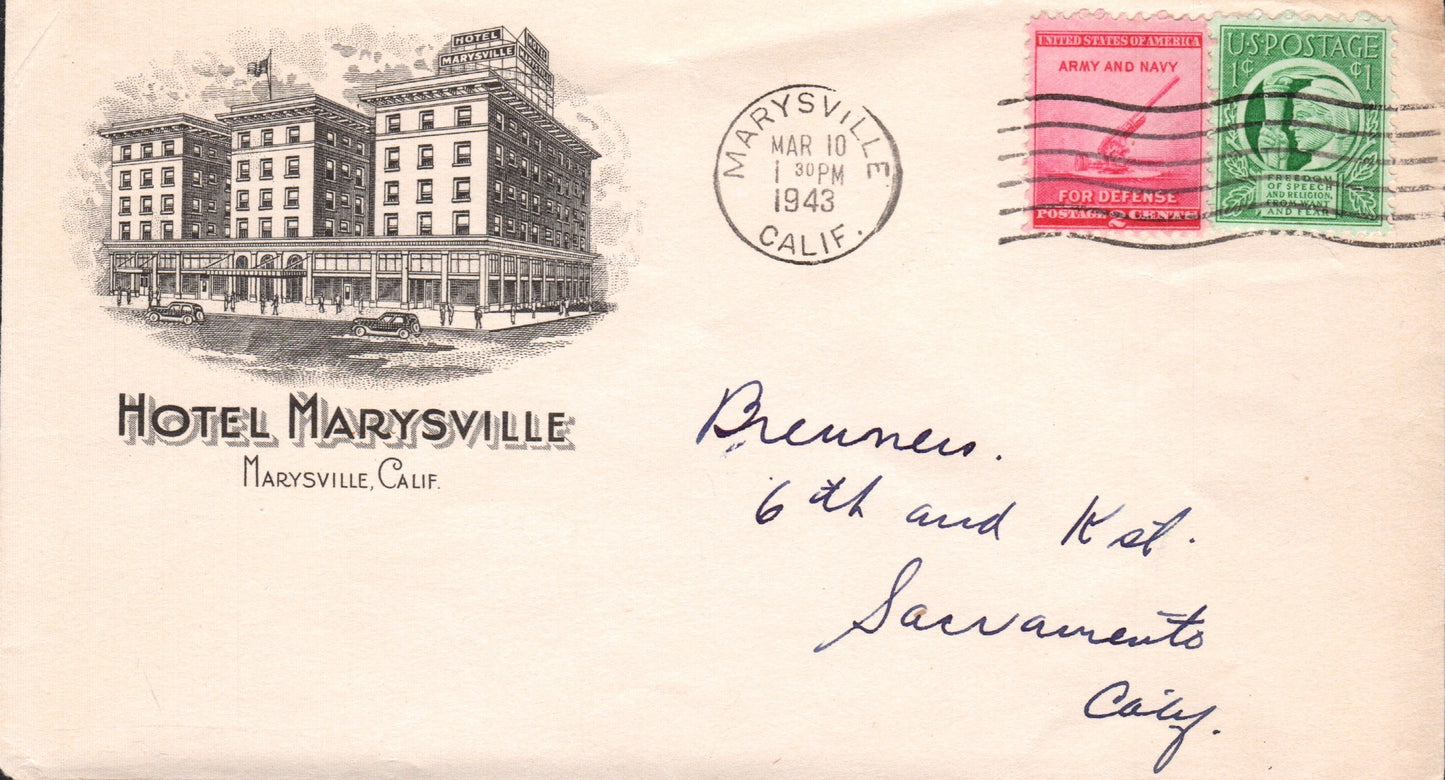 HOTEL
MARYSVILLE
HOTEL
HOTEL MARYSVILLE
MARYSVILLE, CALIF.
MARYSVILLE
MAR 10
1 30 PM
1943
CALIF.
UNITED STATES OF AMERICA
ARMY AND NAVY
FOR DEFENSE
POSTAGE 2 CENTS
U·S·POSTAGE
1¢ ¢1
FREEDOM
OF SPEECH
AND RELIGION,
FROM WANT
AND FEAR
Breuners.
6th and K st.
Sacramento
Calif.